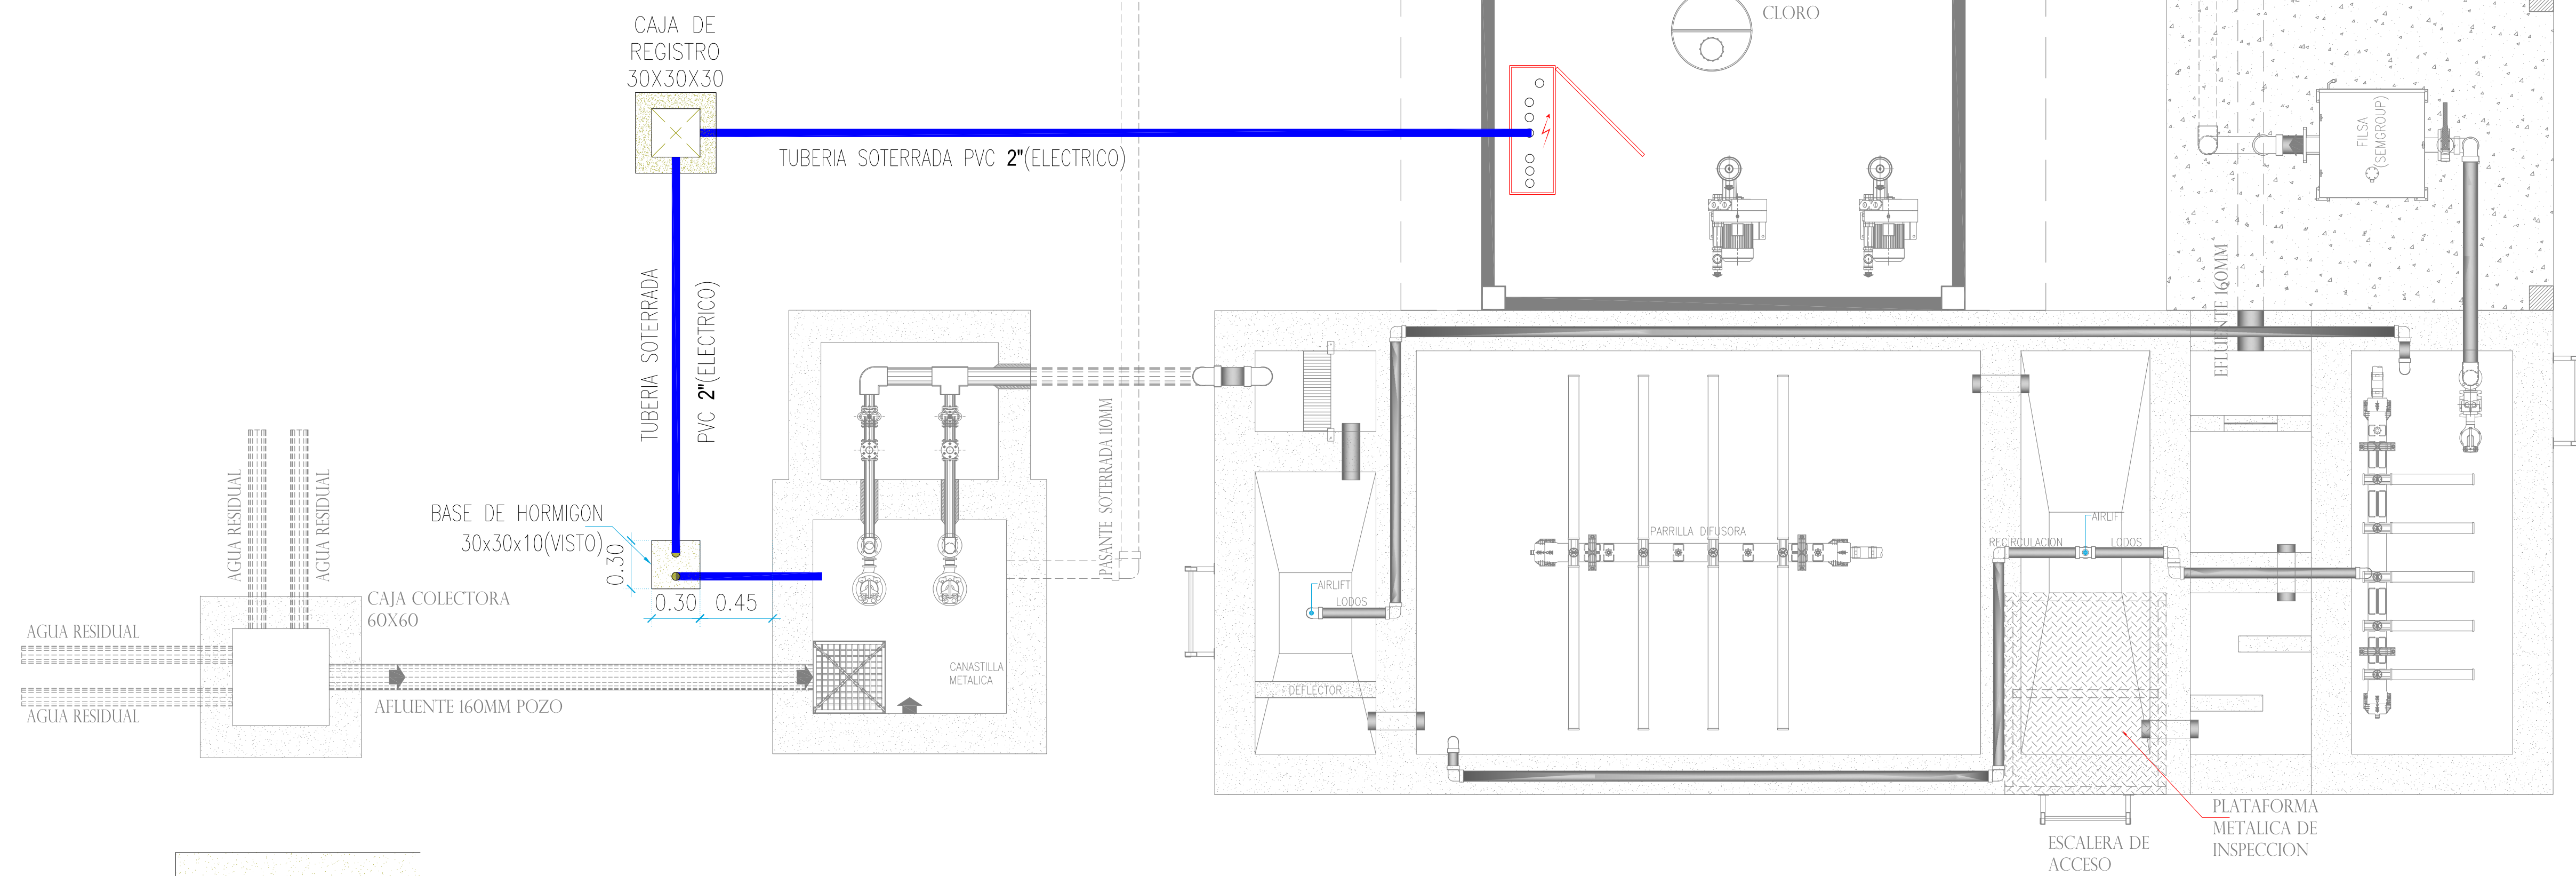 CAJA DE
REGISTRO
30X30X30
CLORO
TUBERIA SOTERRADA PVC 2"(ELECTRICO)
FILSA
(SEMGROUP)
TUBERIA SOTERRADA
PVC 2"(ELECTRICO)
EFLUENTE 160MM
PASANTE SOTERRADA 110MM
AGUA RESIDUAL
AGUA RESIDUAL
BASE DE HORMIGON
30x30x10(VISTO)
0.30
0.30
0.45
CAJA COLECTORA
60X60
AGUA RESIDUAL
AGUA RESIDUAL
AFLUENTE 160MM POZO
CANASTILLA
METALICA
PARRILLA DIFUSORA
AIRLIFT
LODOS
DEFLECTOR
AIRLIFT
RECIRCULACION
LODOS
PLATAFORMA
METALICA DE
INSPECCION
ESCALERA DE
ACCESO